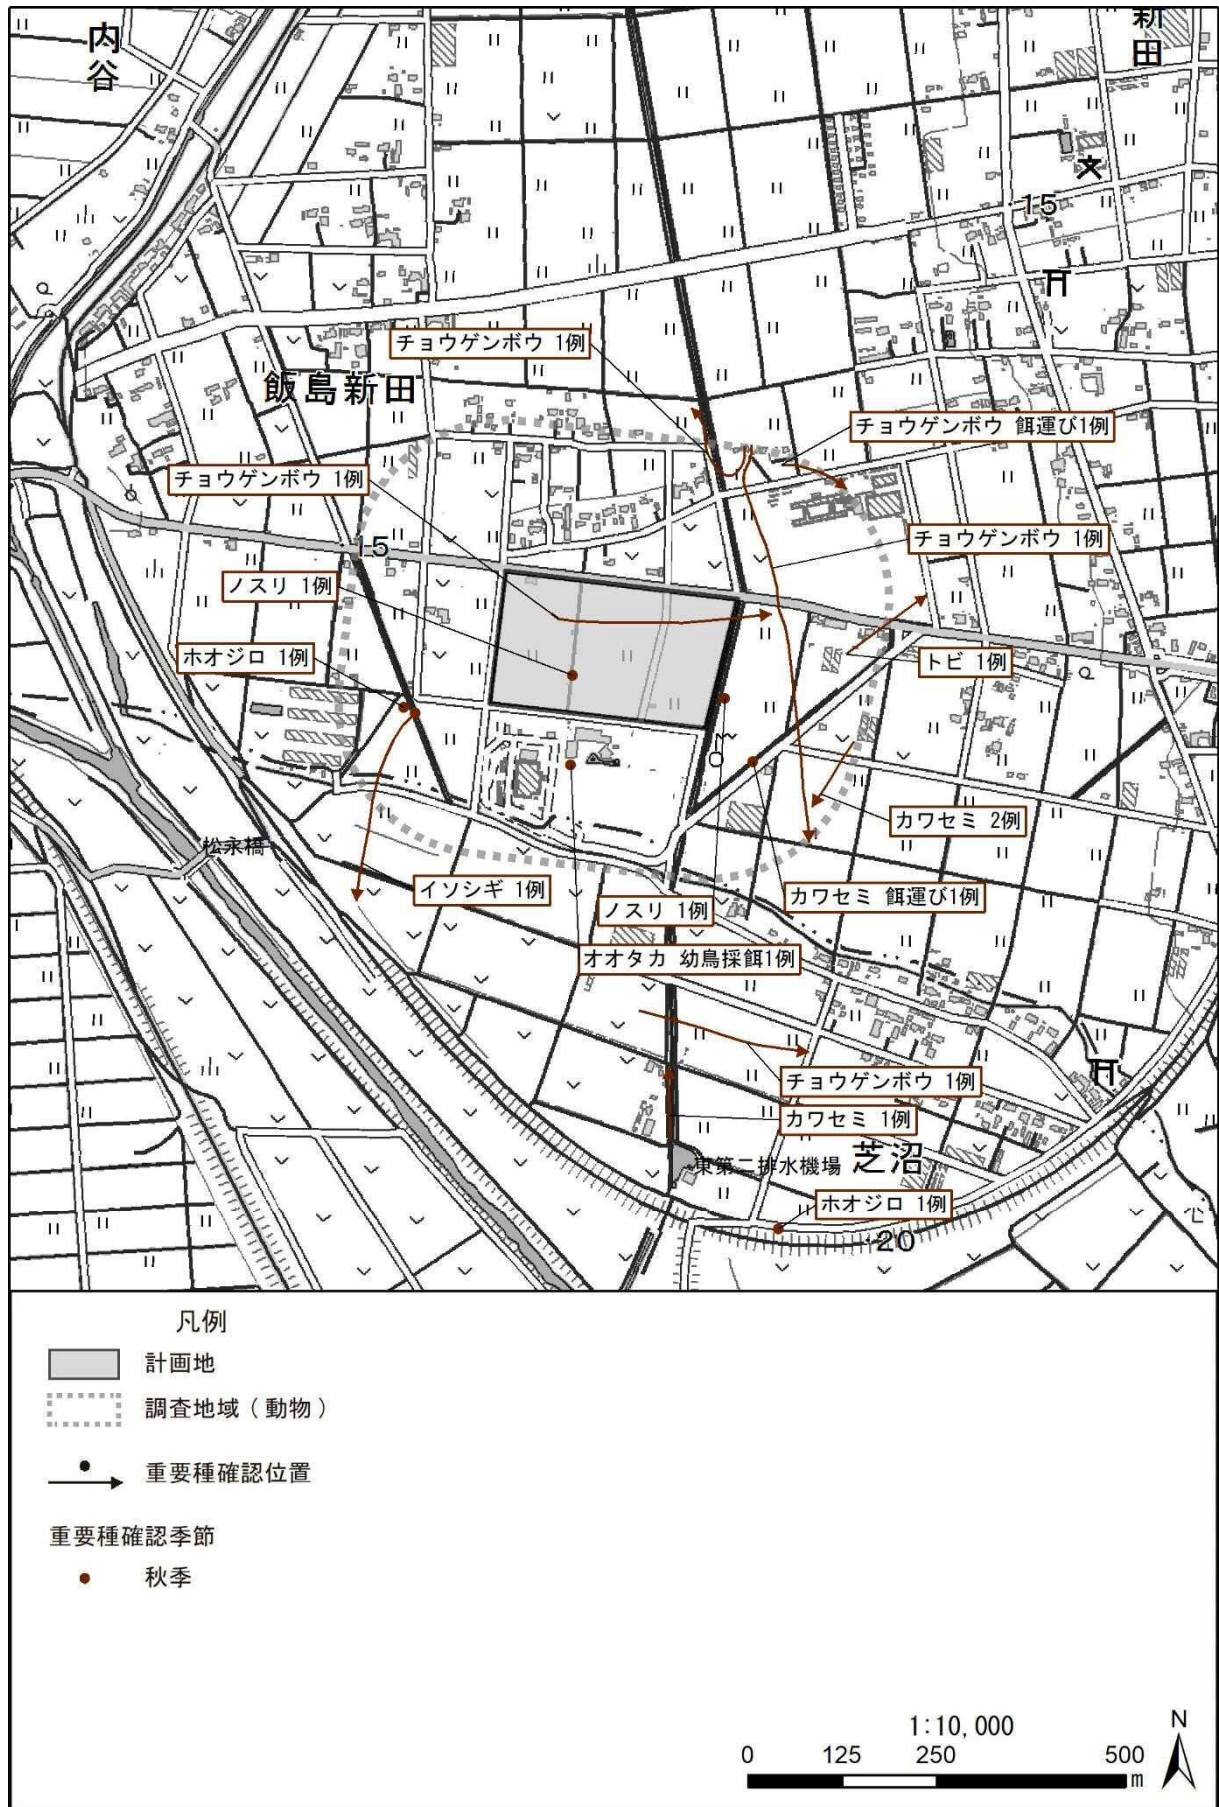 内谷
新田
15
チョウゲンボウ 1例
飯島新田
チョウゲンボウ 餌運び1例
チョウゲンボウ 1例
チョウゲンボウ 1例
15
ノスリ 1例
ホオジロ 1例
トビ 1例
カワセミ 2例
松永橋
イソシギ 1例
カワセミ 餌運び1例
ノスリ 1例
オオタカ 幼鳥採餌1例
チョウゲンボウ 1例
カワセミ 1例
東第二排水機場
芝沼
ホオジロ 1例
20
凡例
計画地
調査地域(動物)
重要種確認位置
重要種確認季節
秋季
1:10,000
N
0 125 250 500
m